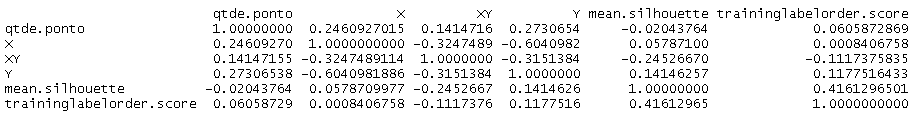 qtde.ponto X XY Y mean.silhouette traininglabelorder.score
qtde.ponto 1.00000000 0.2460927015 0.1414716 0.2730654 -0.02043764 0.0605872869
X 0.24609270 1.0000000000 -0.3247489 -0.6040982 0.05787100 0.0008406758
XY 0.14147155 -0.3247489114 1.0000000 -0.3151384 -0.24526670 -0.1117375835
Y 0.27306538 -0.6040981886 -0.3151384 1.0000000 0.14146257 0.1177516433
mean.silhouette -0.02043764 0.0578709977 -0.2452667 0.1414626 1.00000000 0.4161296501
traininglabelorder.score 0.06058729 0.0008406758 -0.1117376 0.1177516 0.41612965 1.0000000000